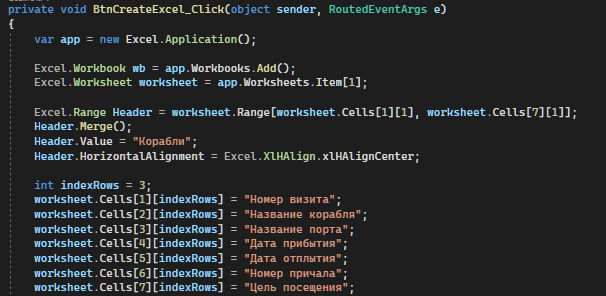 private void BtnCreateExcel_Click(object sender, RoutedEventArgs e)
{
var app = new Excel.Application();
Excel.Workbook wb = app.Workbooks.Add();
Excel.Worksheet worksheet = app.Worksheets.Item[1];
Excel.Range Header = worksheet.Range[worksheet.Cells[1][1], worksheet.Cells[7][1]];
Header.Merge();
Header.Value = "Корабли";
Header.HorizontalAlignment = Excel.XlHAlign.xlHAlignCenter;
int indexRows = 3;
worksheet.Cells[1][indexRows] = "Номер визита";
worksheet.Cells[2][indexRows] = "Название корабля";
worksheet.Cells[3][indexRows] = "Название порта";
worksheet.Cells[4][indexRows] = "Дата прибытия";
worksheet.Cells[5][indexRows] = "Дата отплытия";
worksheet.Cells[6][indexRows] = "Номер причала";
worksheet.Cells[7][indexRows] = "Цель посещения";